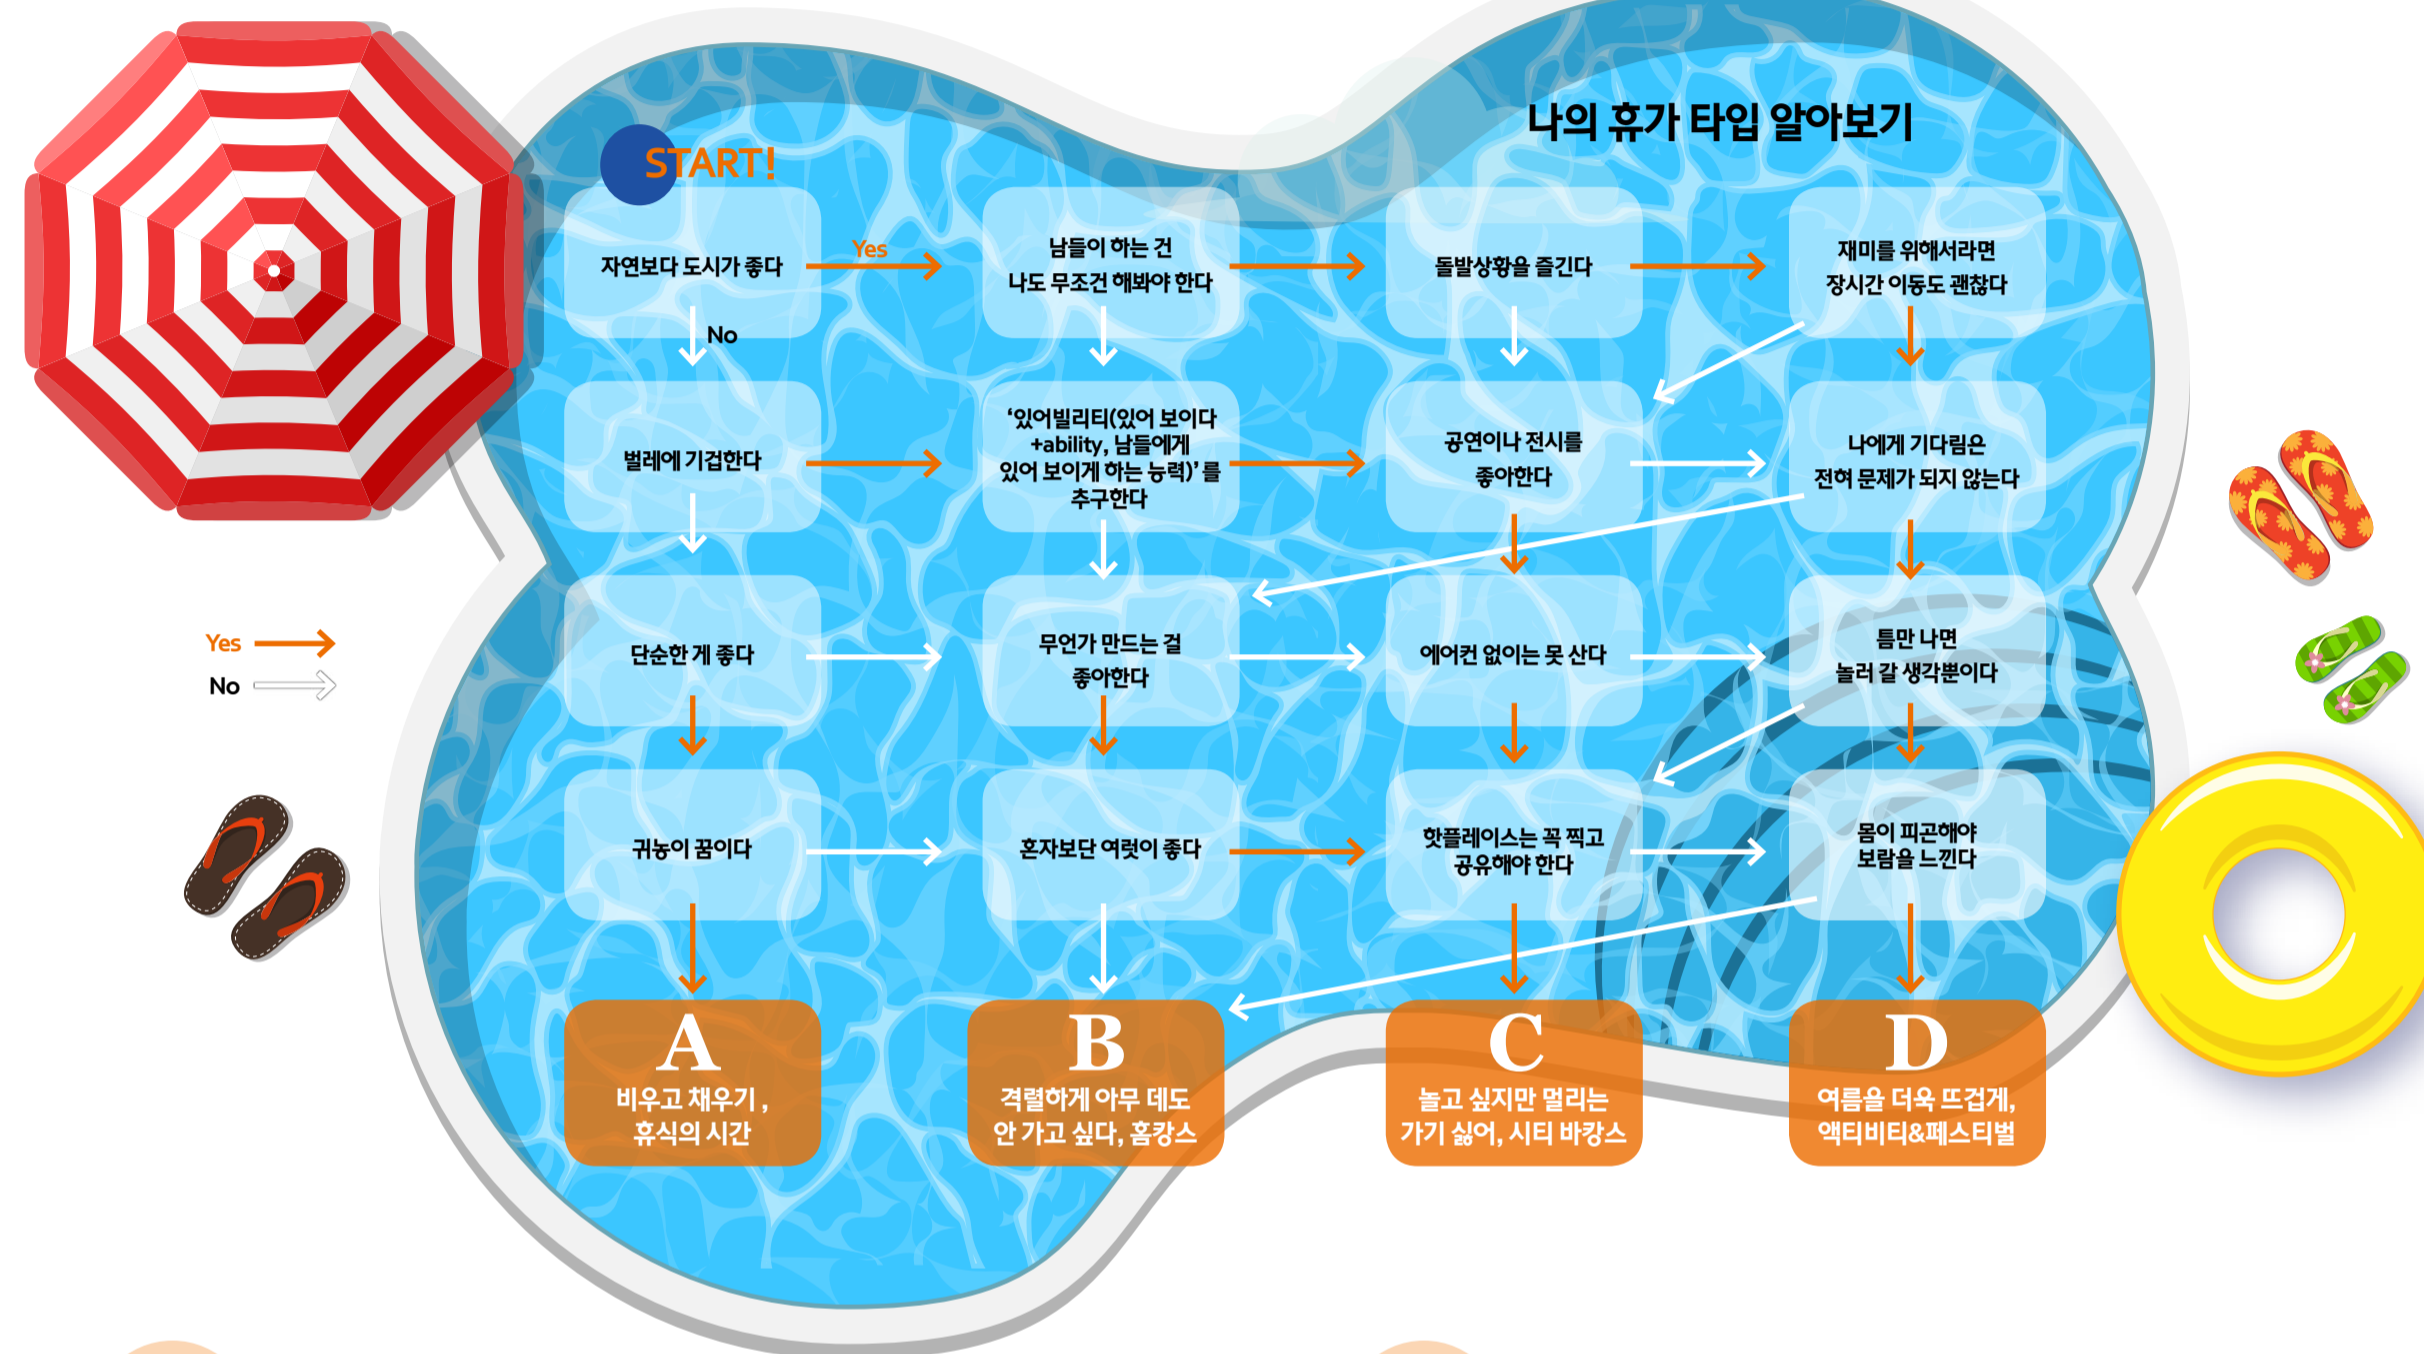 나의 휴가 타입 알아보기
START!
자연보다 도시가 좋다
Yes
No
남들이 하는 건
나도 무조건 해봐야 한다
돌발상황을 즐긴다
재미를 위해서라면
장시간 이동도 괜찮다
벌레에 기겁한다
‘있어빌리티(있어 보이다
+ability, 남들에게
있어 보이게 하는 능력)’를
추구한다
공연이나 전시를
좋아한다
나에게 기다림은
전혀 문제가 되지 않는다
Yes
No
단순한 게 좋다
무언가 만드는 걸
좋아한다
에어컨 없이는 못 산다
틈만 나면
놀러 갈 생각뿐이다
귀농이 꿈이다
혼자보단 여럿이 좋다
핫플레이스는 꼭 찍고
공유해야 한다
몸이 피곤해야
보람을 느낀다
A
비우고 채우기,
휴식의 시간
B
격렬하게 아무 데도
안 가고 싶다, 홈캉스
C
놀고 싶지만 멀리는
가기 싫어, 시티 바캉스
D
여름을 더욱 뜨겁게,
액티비티&페스티벌